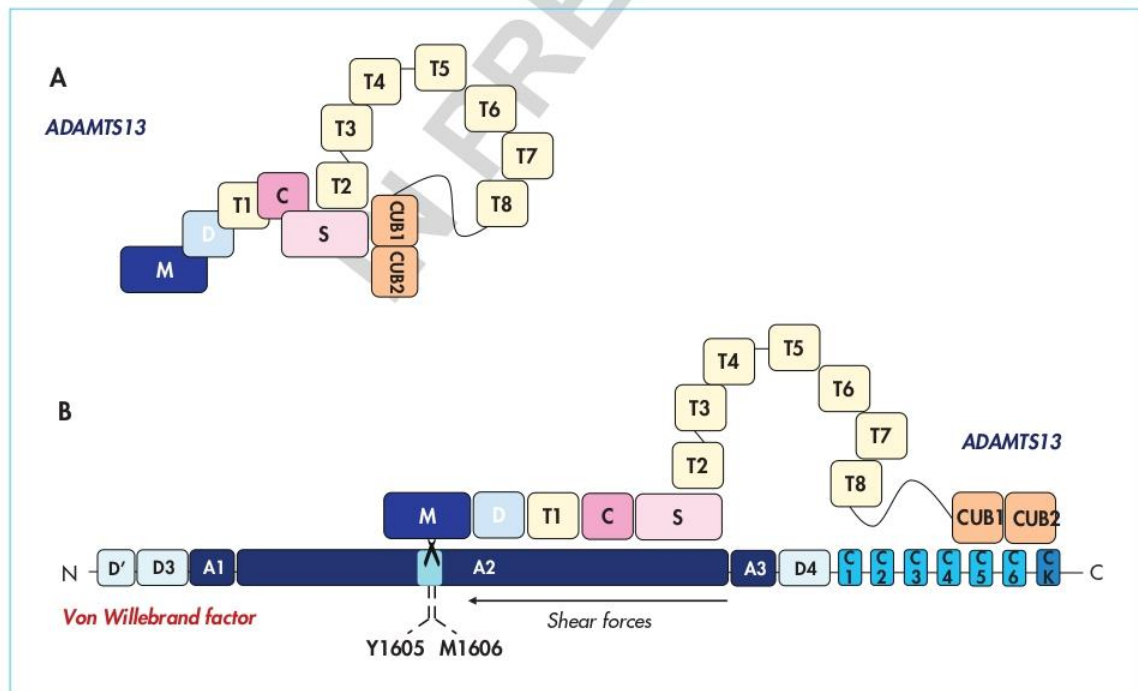 A
ADAMTS13
M
D
T1
C
S
T2
T3
T4
T5
T6
T7
T8
CUB1
CUB2
B
ADAMTS13
M
D
T1
C
S
T2
T3
T4
T5
T6
T7
T8
CUB1
CUB2
N
D'
D3
A1
A2
A3
D4
C1
C2
C3
C4
C5
C6
CK
C
Von Willebrand factor
Shear forces
Y1605 M1606
N PRE